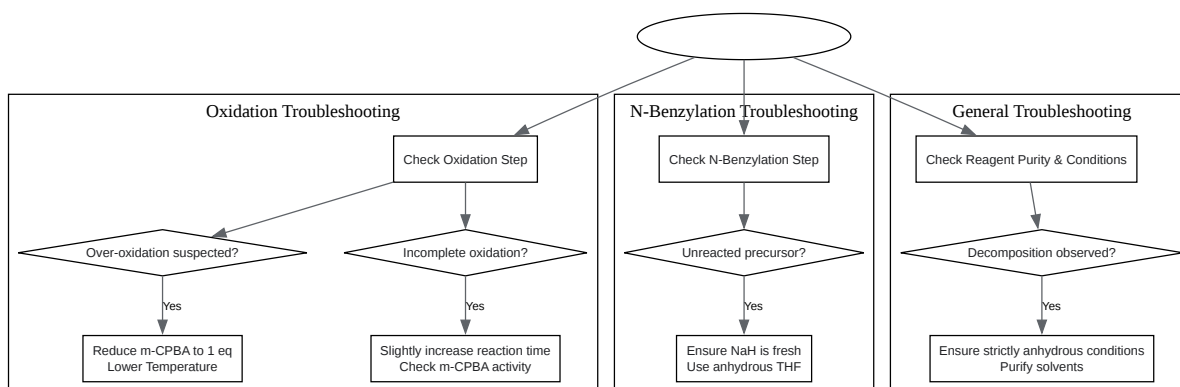 Oxidation Troubleshooting
N-Benzylation Troubleshooting
General Troubleshooting
Check Oxidation Step
Check N-Benzylation Step
Check Reagent Purity & Conditions
Over-oxidation suspected?
Incomplete oxidation?
Unreacted precursor?
Decomposition observed?
Yes
Yes
Yes
Yes
Reduce m-CPBA to 1 eq
Lower Temperature
Slightly increase reaction time
Check m-CPBA activity
Ensure NaH is fresh
Use anhydrous THF
Ensure strictly anhydrous conditions
Purify solvents